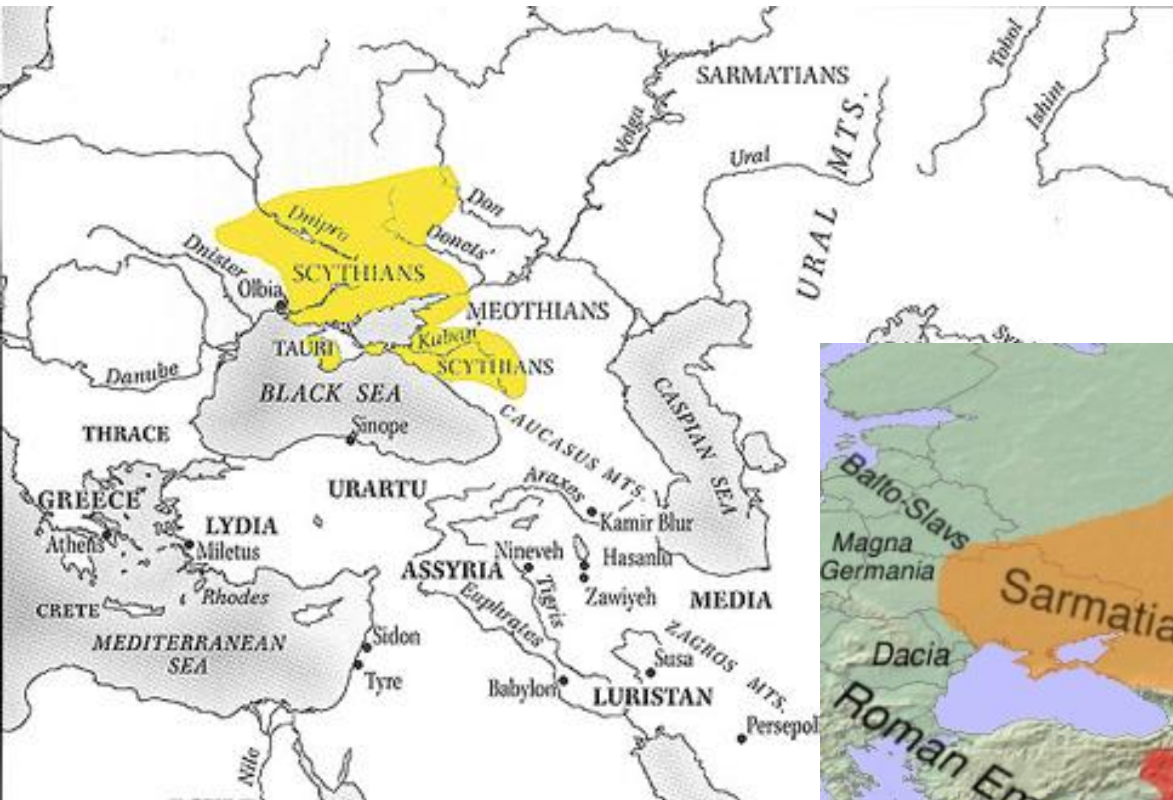 SARMATIANS
Tobol
Ishim
Volga
Ural
URAL MTS.
Don
Dnipro
Donets'
Dnister
SCYTHIANS
Olbia
MEOTHIANS
TAURI
Kuban
SCYTHIANS
Danube
BLACK SEA
CASPIAN SEA
THRACE
Sinope
CAUCASUS MTS.
GREECE
URARTU
Araxes
Kamir Blur
LYDIA
Athens
Miletus
Nineveh
Hasanlu
ASSYRIA
Tigris
Zawiyeh
MEDIA
Rhodes
CRETE
Euphrates
MEDITERRANEAN
SEA
Sidon
ZAGROS MTS.
Susa
Tyre
Babylon
LURISTAN
Persepol
Nile
Balto-Slavs
Magna
Germania
Sarmatia
Dacia
Roman Em